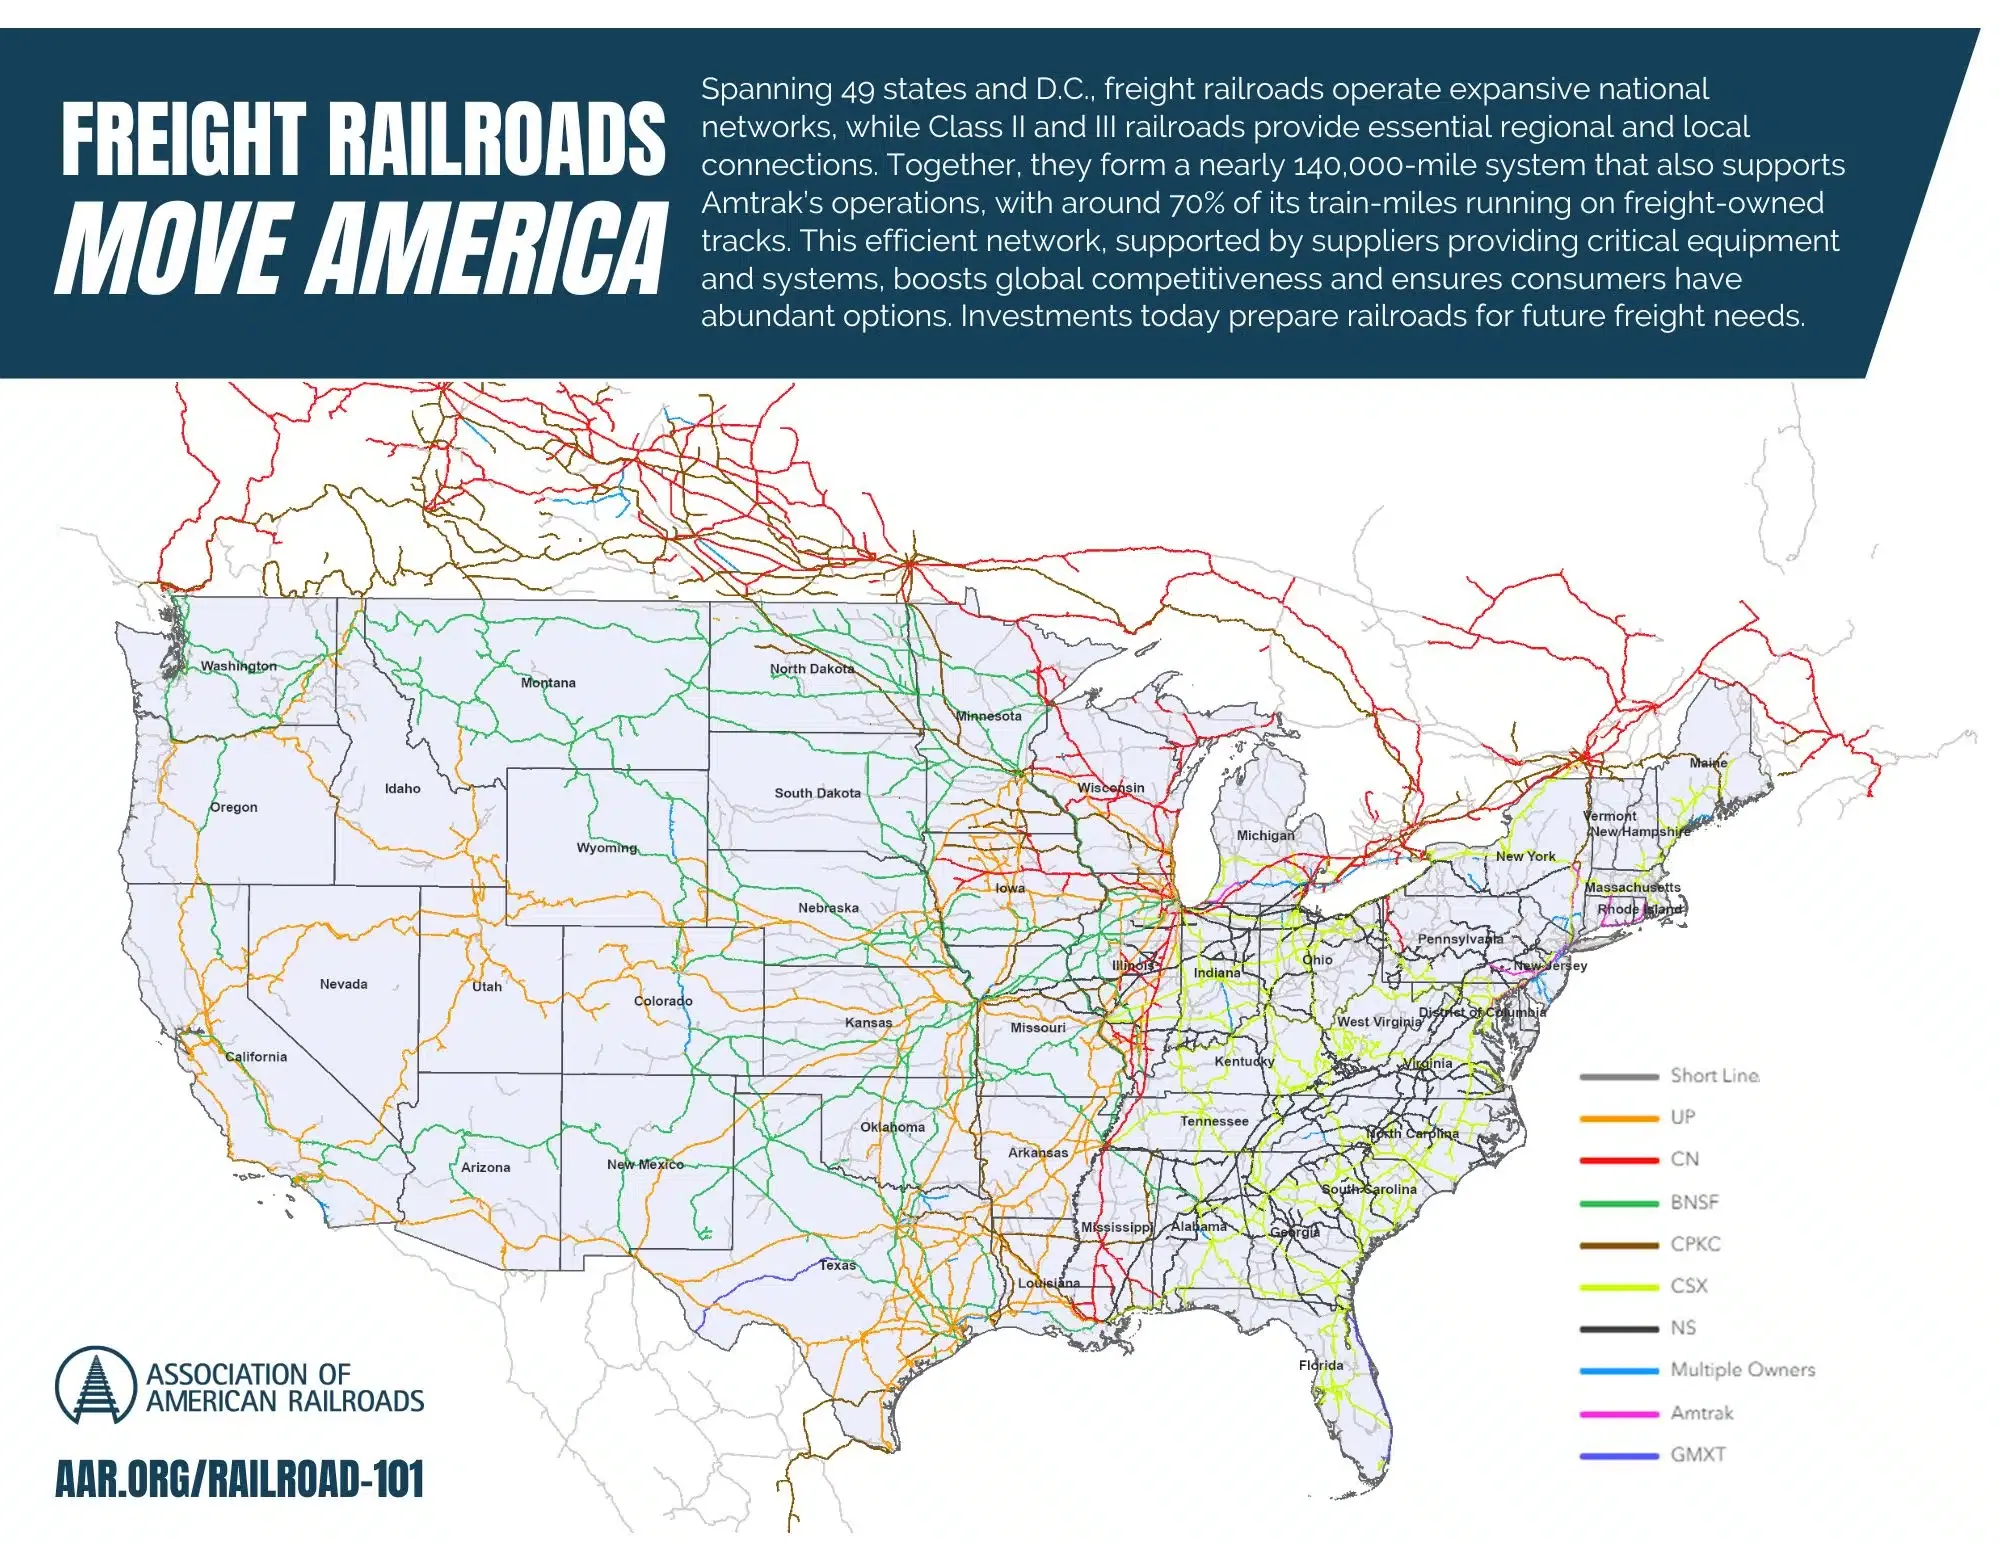 FREIGHT RAILROADS
MOVE AMERICA
Spanning 49 states and D.C., freight railroads operate expansive national
networks, while Class II and III railroads provide essential regional and local
connections. Together, they form a nearly 140,000-mile system that also supports
Amtrak's operations, with around 70% of its train-miles running on freight-owned
tracks. This efficient network, supported by suppliers providing critical equipment
and systems, boosts global competitiveness and ensures consumers have
abundant options. Investments today prepare railroads for future freight needs.
Washington
Montana
North Dakota
Minnesota
Oregon
Idaho
Wyoming
South Dakota
Wisconsin
Michigan
Maine
Vermont
New Hampshire
New York
Massachusetts
Rhode Island
Nebraska
Iowa
Illinois
Indiana
Ohio
Pennsylvania
New Jersey
Nevada
Utah
Colorado
Kansas
Missouri
West Virginia
District of Columbia
California
Kentucky
Virginia
Arizona
New Mexico
Oklahoma
Arkansas
Tennessee
North Carolina
South Carolina
Mississippi
Alabama
Georgia
Texas
Louisiana
Florida
Short Line
UP
CN
BNSF
CPKC
CSX
NS
Multiple Owners
Amtrak
GMXT
ASSOCIATION OF
AMERICAN RAILROADS
AAR.ORG/RAILROAD-101